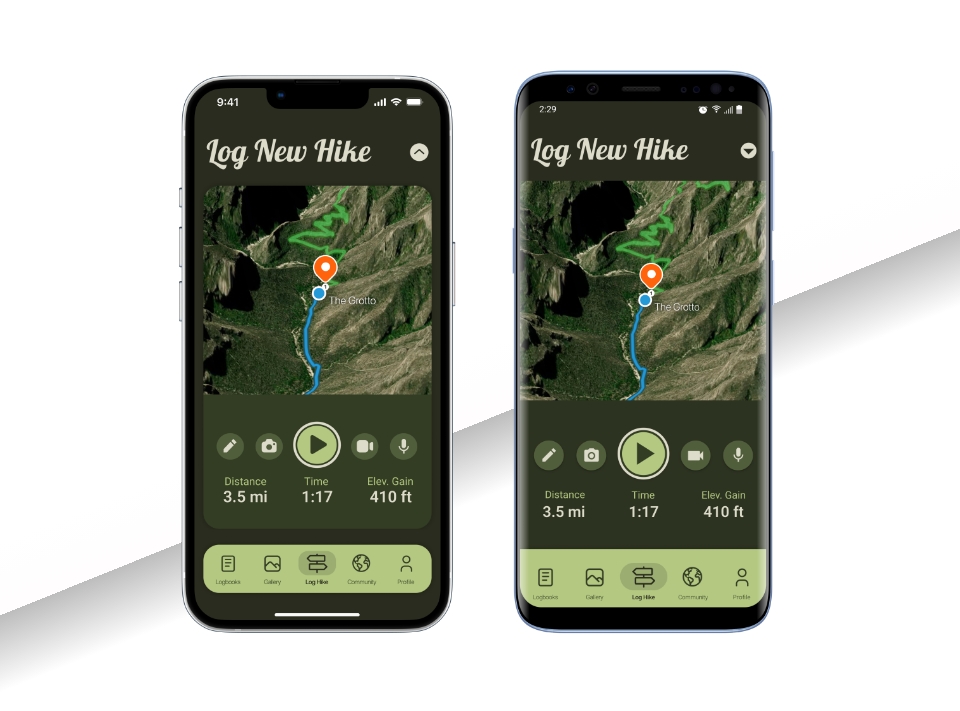 9:41
Log New Hike
The Grotto
Distance Time Elev. Gain
3.5 mi 1:17 410 ft
Logbooks Gallery Log Hike Community Profile
2:29
Log New Hike
The Grotto
Distance Time Elev. Gain
3.5 mi 1:17 410 ft
Logbooks Gallery Log Hike Community Profile